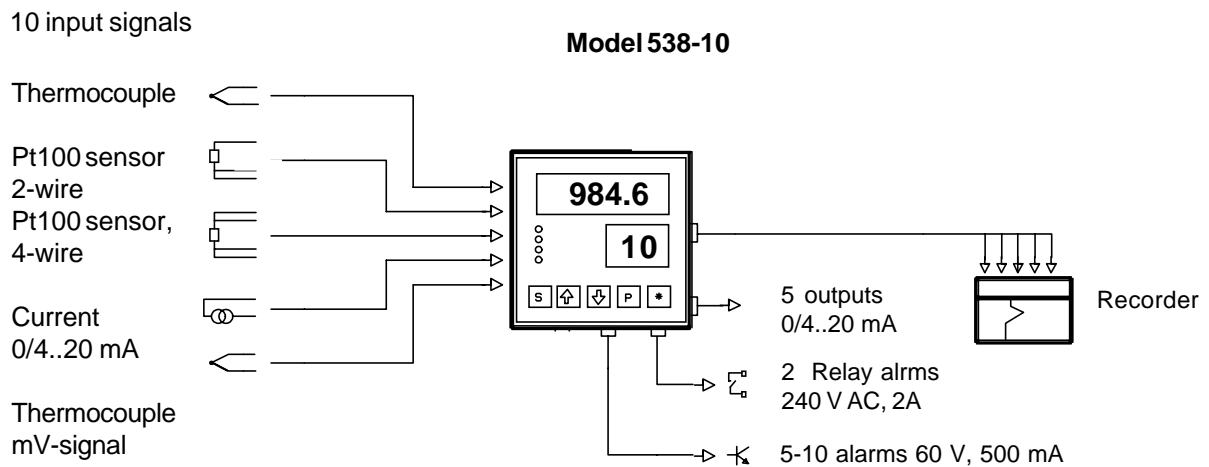 10 input signals
Model 538-10
Thermocouple
Pt100 sensor
2-wire
Pt100 sensor,
4-wire
Current
0/4..20 mA
Thermocouple
mV-signal
984.6
10
S P *
5 outputs
0/4..20 mA
Recorder
2 Relay alrms
240 V AC, 2A
5-10 alarms 60 V, 500 mA